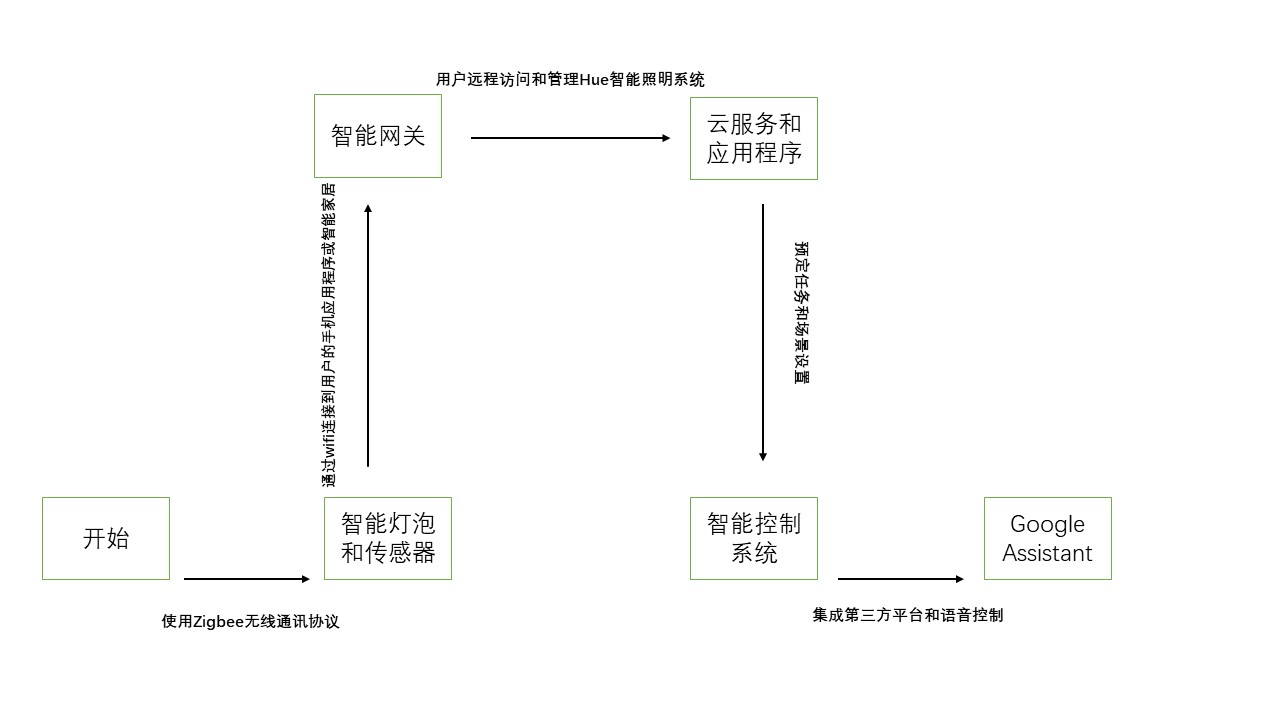 用户远程访问和管理Hue智能照明系统
智能网关
云服务和
应用程序
通过wifi连接到用户的手机应用程序或智能家居
预定任务和场景设置
开始
智能灯泡
和传感器
智能控制
系统
Google
Assistant
使用Zigbee无线通讯协议
集成第三方平台和语音控制